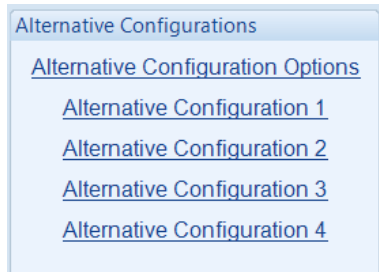 Alternative Configurations
Alternative Configuration Options
Alternative Configuration 1
Alternative Configuration 2
Alternative Configuration 3
Alternative Configuration 4